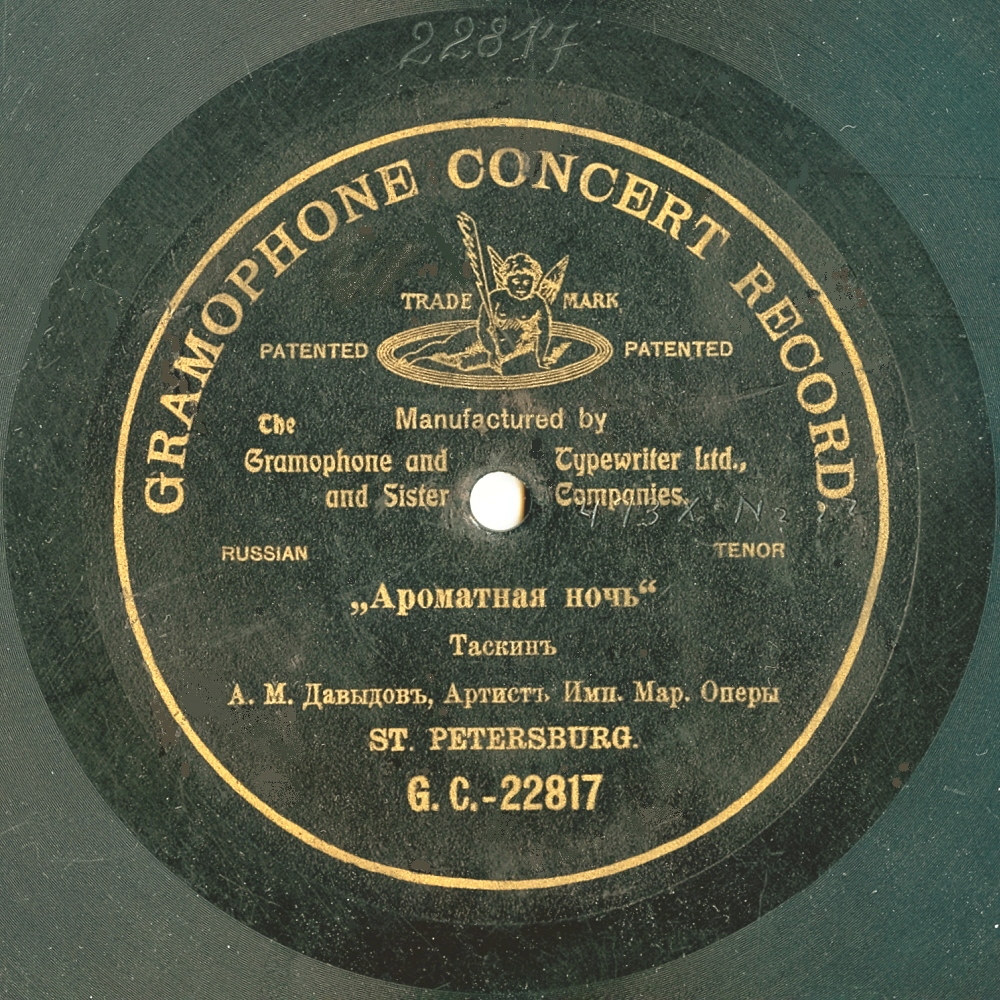 22817
GRAMOPHONE CONCERT RECORD
TRADE MARK
PATENTED PATENTED
Manufactured by
The
Gramophone and Typewriter Ltd.,
and Sister Companies.
RUSSIAN TENOR
„Ароматная ночь“
Таскинъ
А. М. Давыдовъ, Артистъ Имп. Мар. Оперы
ST. PETERSBURG.
G. C.-22817